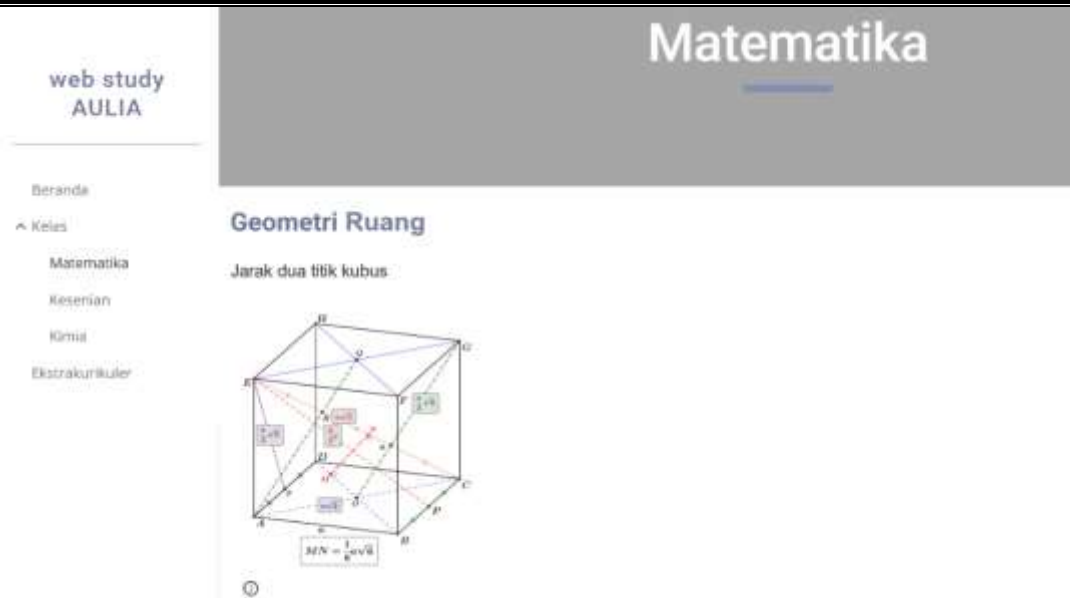 Matematika
web study
AULIA
Beranda
Kelas
Matematika
Kesenian
Kimia
Ekstrakurikuler
Geometri Ruang
Jarak dua titik kubus
H
Q
G
E
F
D
C
P
A
B